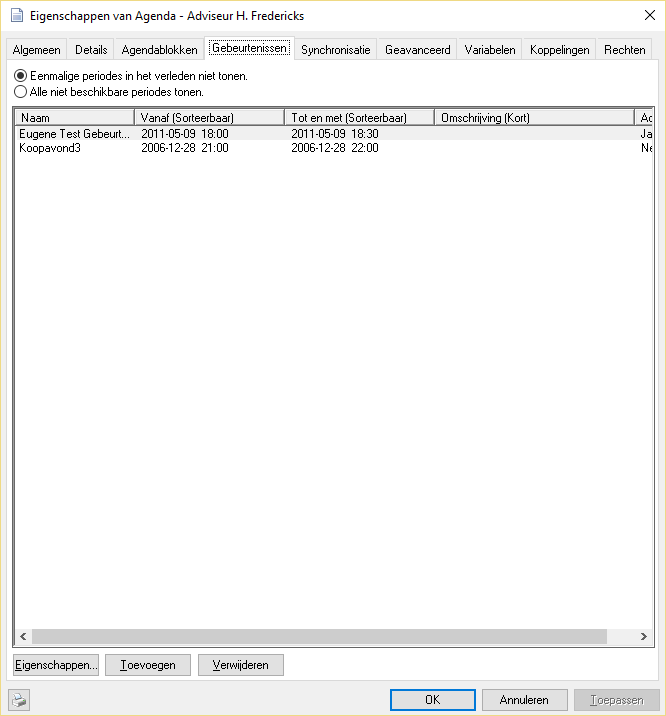 Eigenschappen van Agenda - Adviseur H. Fredericks
Algemeen Details Agendablokken Gebeurtenissen Synchronisatie Geavanceerd Variabelen Koppelingen Rechten
Eenmalige periodes in het verleden niet tonen.
Alle niet beschikbare periodes tonen.
Naam Vanaf (Sorteerbaar) Tot en met (Sorteerbaar) Omschrijving (Kort) Ac
Eugene Test Gebeurt... 2011-05-09 18:00 2011-05-09 18:30 Ja
Koopavond3 2006-12-28 21:00 2006-12-28 22:00 Ne
Eigenschappen... Toevoegen Verwijderen
OK Annuleren Toepassen